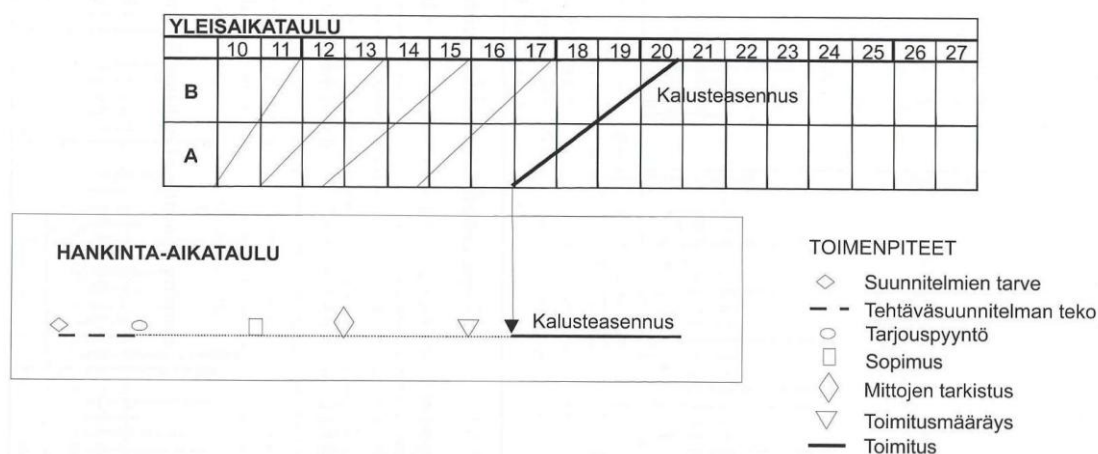 YLEISAIKATAULU
10 11 12 13 14 15 16 17 18 19 20 21 22 23 24 25 26 27
B
Kalusteasennus
A
HANKINTA-AIKATAULU
Kalusteasennus
TOIMENPITEET
Suunnitelmien tarve
Tehtäväsuunnitelman teko
Tarjouspyyntö
Sopimus
Mittojen tarkistus
Toimitusmääräys
Toimitus